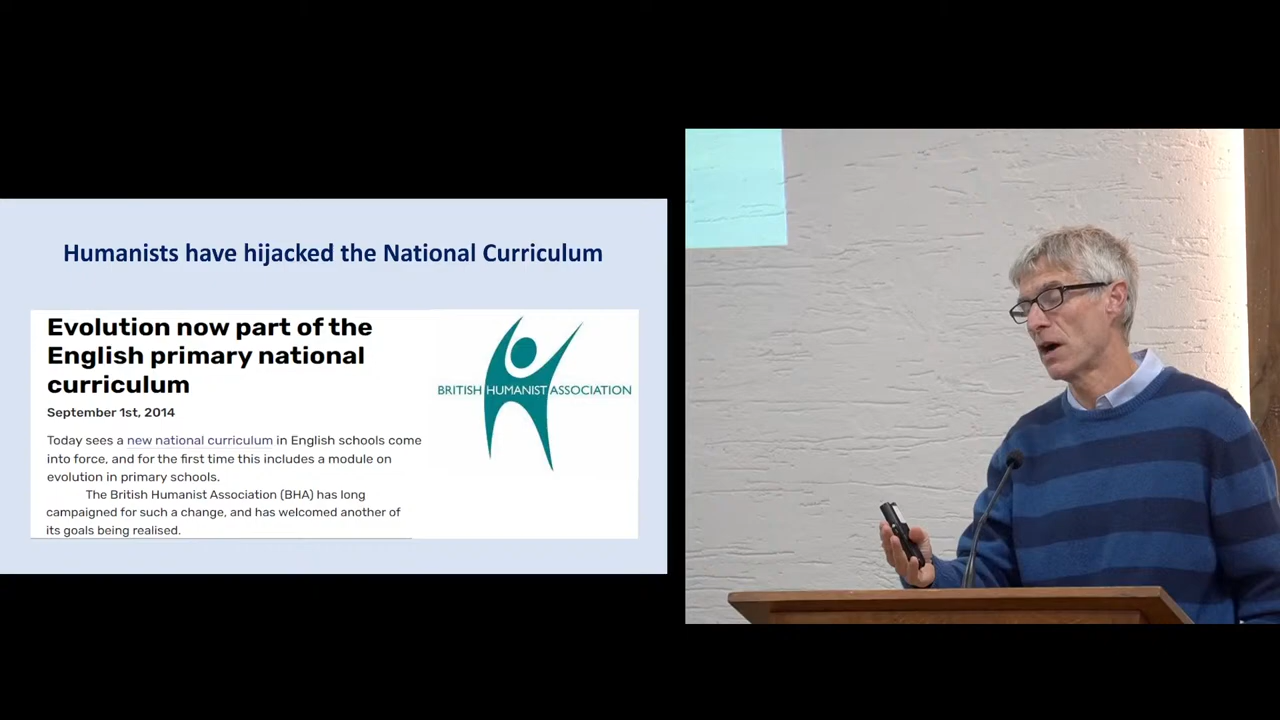 Humanists have hijacked the National Curriculum
Evolution now part of the
English primary national
curriculum
September 1st, 2014
Today sees a new national curriculum in English schools come
into force, and for the first time this includes a module on
evolution in primary schools.
The British Humanist Association (BHA) has long
campaigned for such a change, and has welcomed another of
its goals being realised.
BRITISH HUMANIST ASSOCIATION